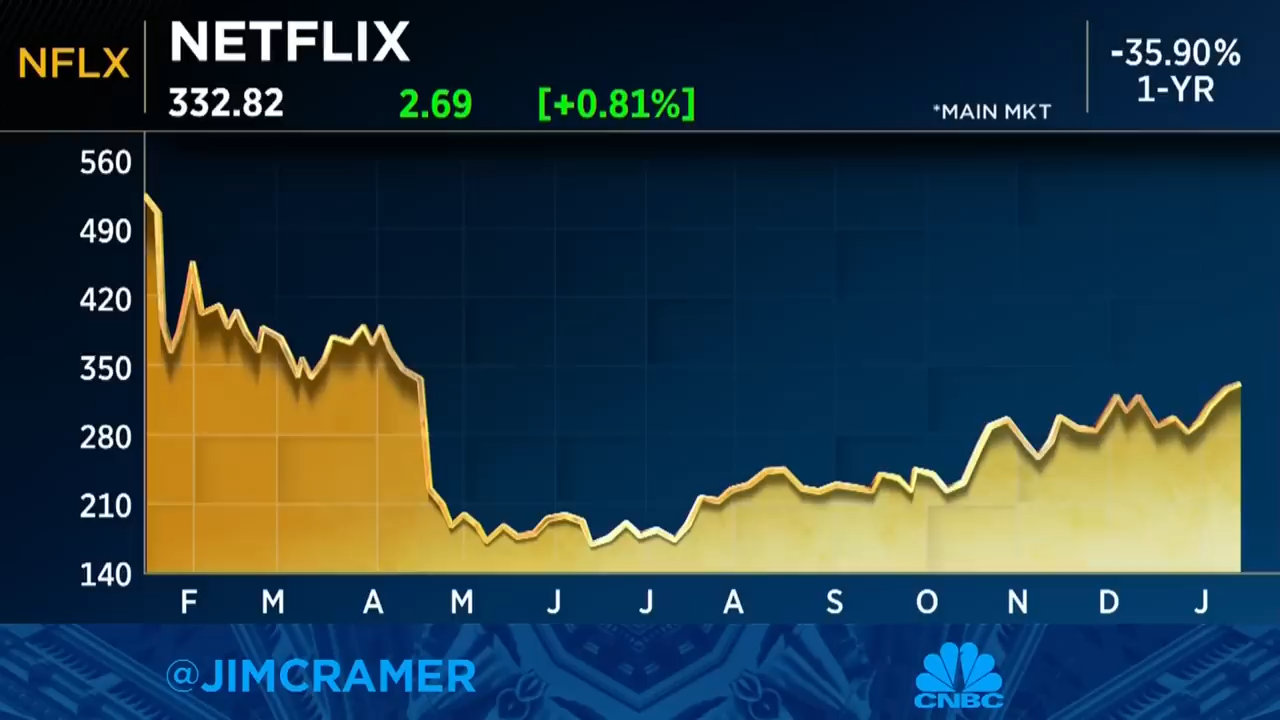 NFLX
NETFLIX
332.82 2.69 [+0.81%]
*MAIN MKT
-35.90%
1-YR
560
490
420
350
280
210
140
F M A M J J A S O N D J
@JIMCRAMER
CNBC